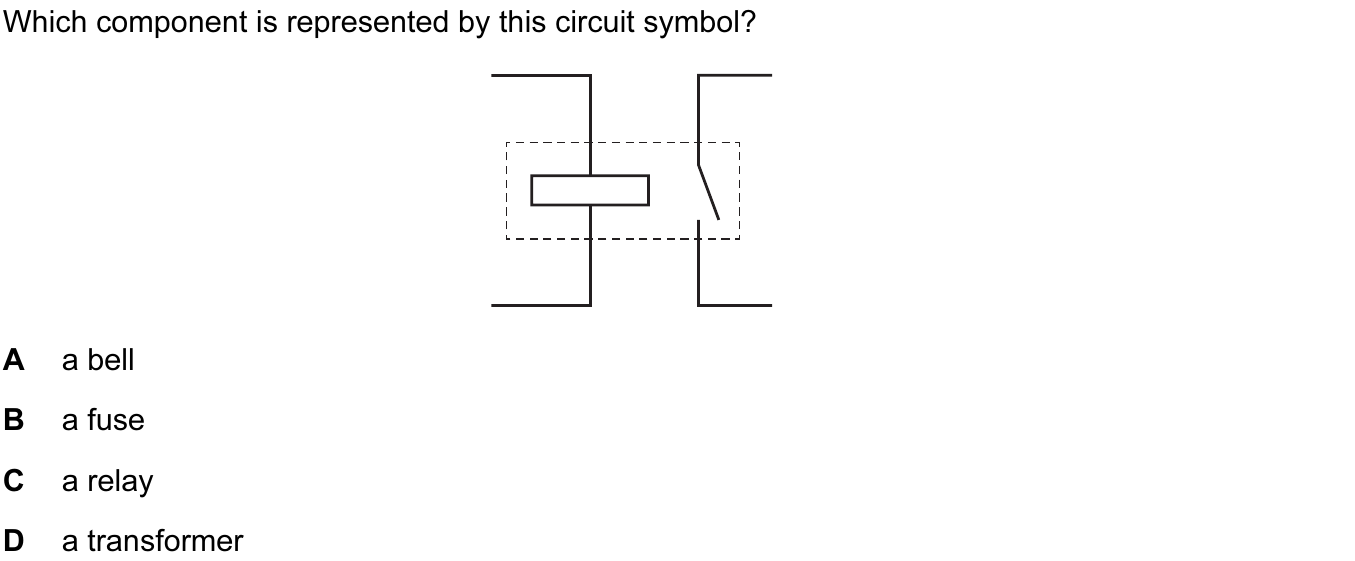 Which component is represented by this circuit symbol?
A a bell
B a fuse
C a relay
D a transformer